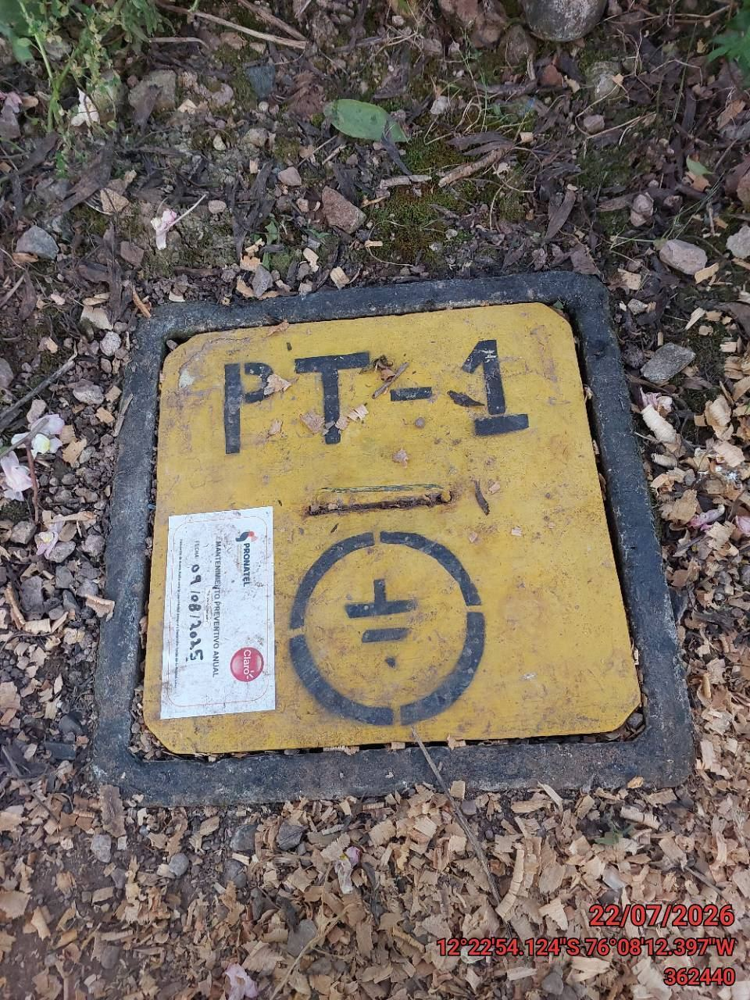 PT-1
PRONATEL
MANTENIMIENTO PREVENTIVO ANUAL
FECHA: 09/08/2025
Claro
22/07/2026
12°22'54.124"S 76°08'12.397"W
362440